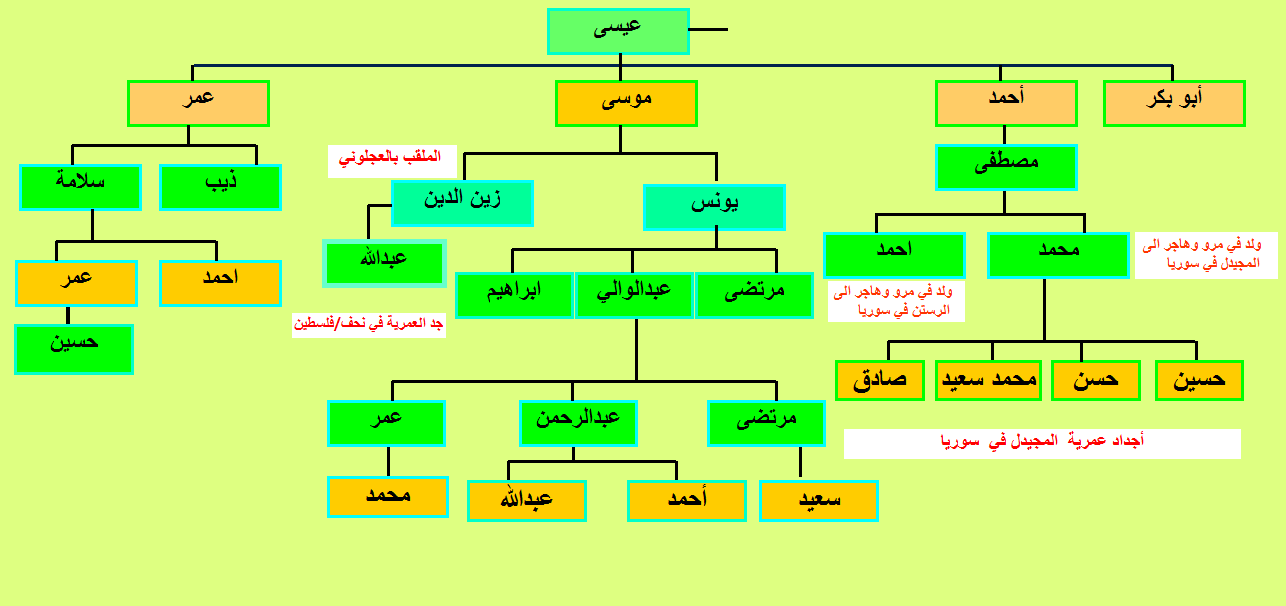 عيسى
أبو بكر
أحمد
موسى
عمر
مصطفى
الملقب بالعجلوني
ذيب
سلامة
يونس
زين الدين
محمد
احمد
ولد في مرو وهاجر الى
المجيدل في سوريا
عبدالله
احمد
عمر
مرتضى
عبدالوالي
ابراهيم
ولد في مرو وهاجر الى
الرستن في سوريا
جد العمرية في نحف/فلسطين
حسين
حسين
حسن
محمد سعيد
صادق
مرتضى
عبدالرحمن
عمر
أجداد عمرية المجيدل في سوريا
سعيد
أحمد
عبدالله
محمد